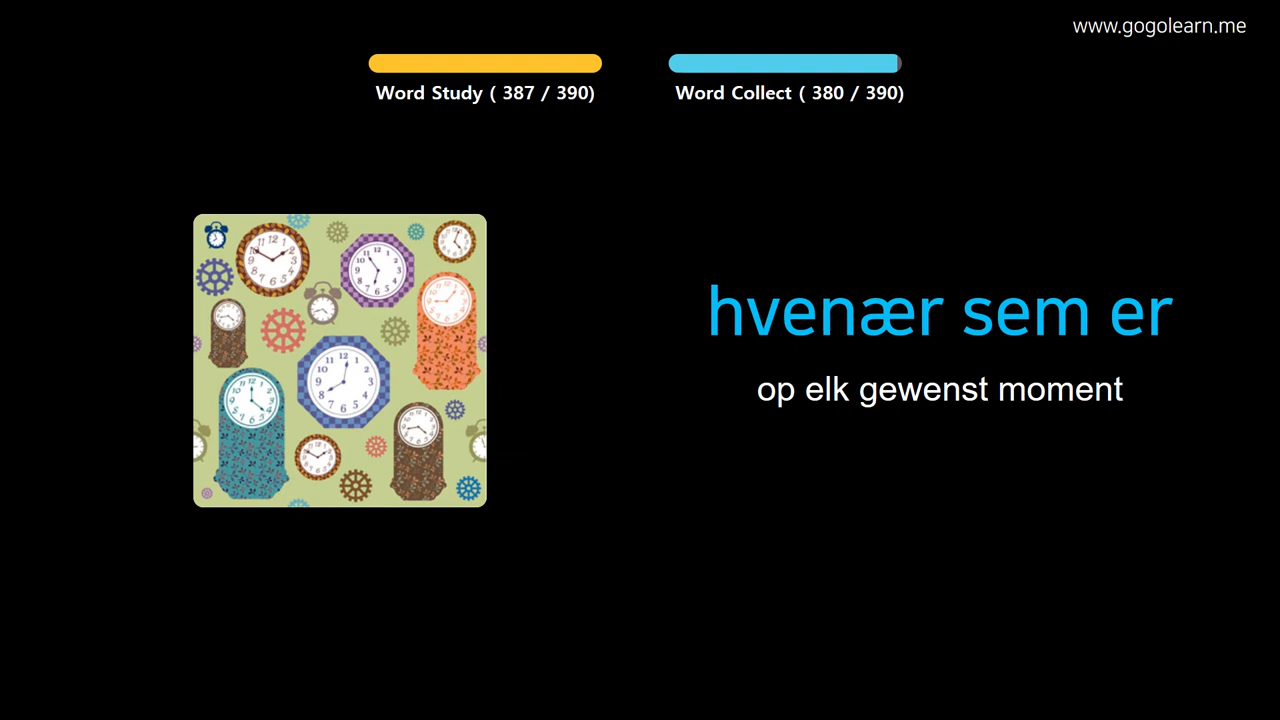 www.gogolearn.me
Word Study ( 387 / 390)
Word Collect ( 380 / 390)
hvenær sem er
op elk gewenst moment